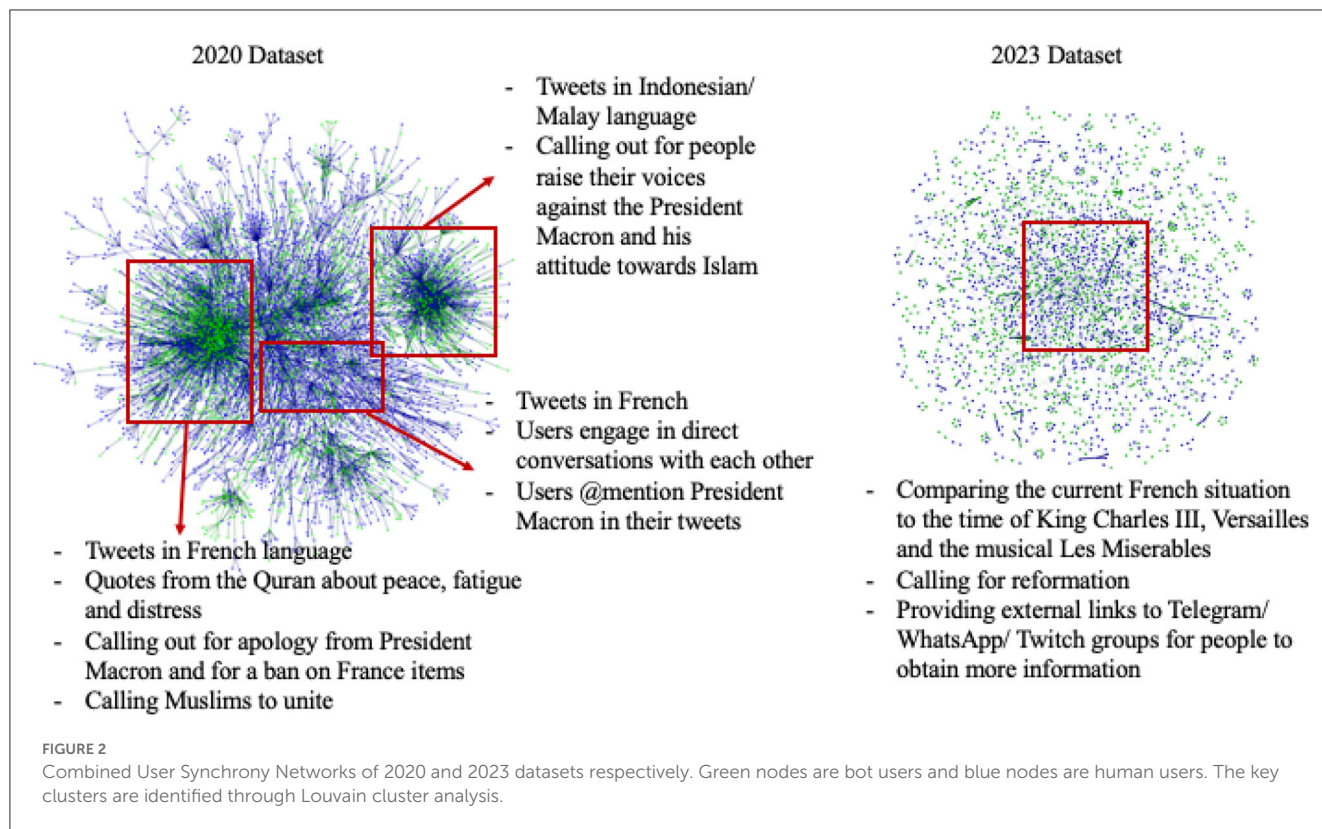 2020 Dataset
- Tweets in Indonesian/
Malay language
- Calling out for people
raise their voices
against the President
Macron and his
attitude towards Islam
- Tweets in French
- Users engage in direct
conversations with each other
- Users @mention President
Macron in their tweets
- Tweets in French language
- Quotes from the Quran about peace, fatigue
and distress
- Calling out for apology from President
Macron and for a ban on France items
- Calling Muslims to unite
2023 Dataset
- Comparing the current French situation
to the time of King Charles III, Versailles
and the musical Les Miserables
- Calling for reformation
- Providing external links to Telegram/
WhatsApp/ Twitch groups for people to
obtain more information
FIGURE 2
Combined User Synchrony Networks of 2020 and 2023 datasets respectively. Green nodes are bot users and blue nodes are human users. The key
clusters are identified through Louvain cluster analysis.